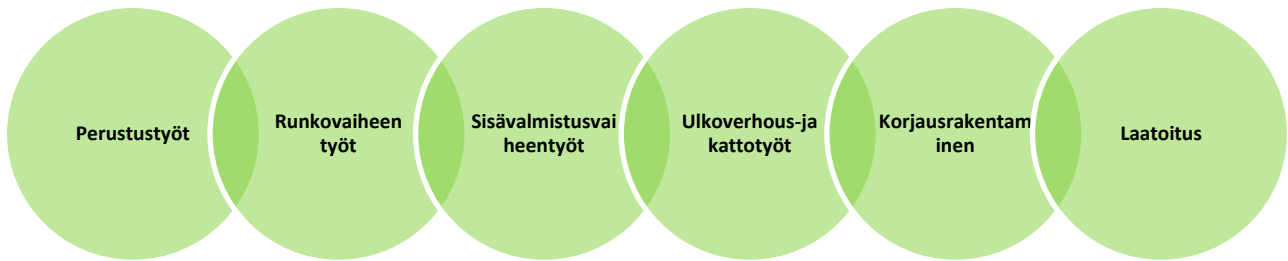 Perustustyöt
Runkovaiheen
työt
Sisävalmistusvai
heentyöt
Ulkoverhous-ja
kattotyöt
Korjausrakentam
inen
Laatoitus